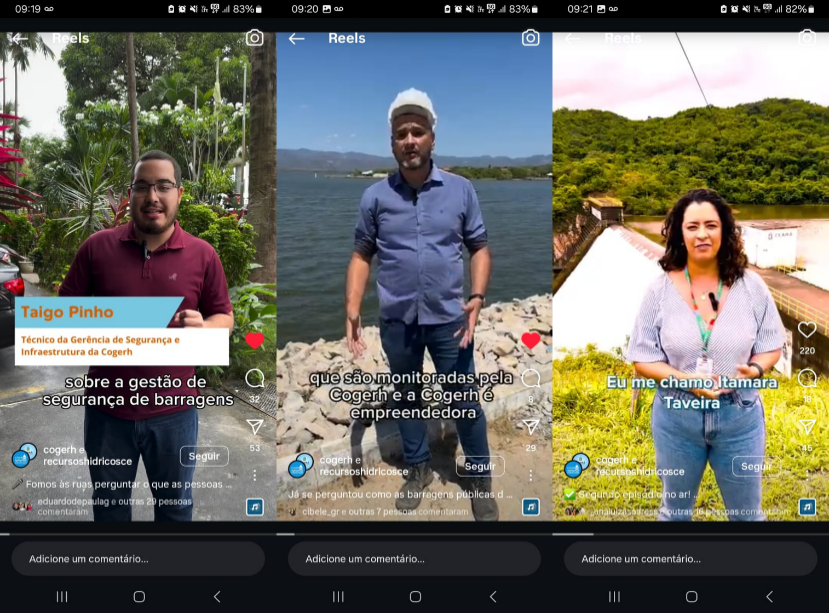 09:19
83%
Reels
Taigo Pinho
Técnico da Gerência de Segurança e
Infraestrutura da Cogerh
sobre a gestão de
segurança de barragens
32
53
cogerh e
recursoshidricosce
Seguir
Fomos às ruas perguntar o que as pessoas ...
eduardodepaulag e outras 29 pessoas
comentaram
Adicione um comentário...
09:20
83%
Reels
que são monitoradas pela
Cogerh e a Cogerh é
empreendedora
8
29
cogerh e
recursoshidricosce
Seguir
Já se perguntou como as barragens públicas d ...
cibele_gr e outras 7 pessoas comentaram
Adicione um comentário...
09:21
82%
Reels
220
Eu me chamo Itamara
Taveira
18
45
cogerh e
recursoshidricosce
Seguir
Segundo episódio no ar! ...
e outras 16 pessoas comentaram
Adicione um comentário...